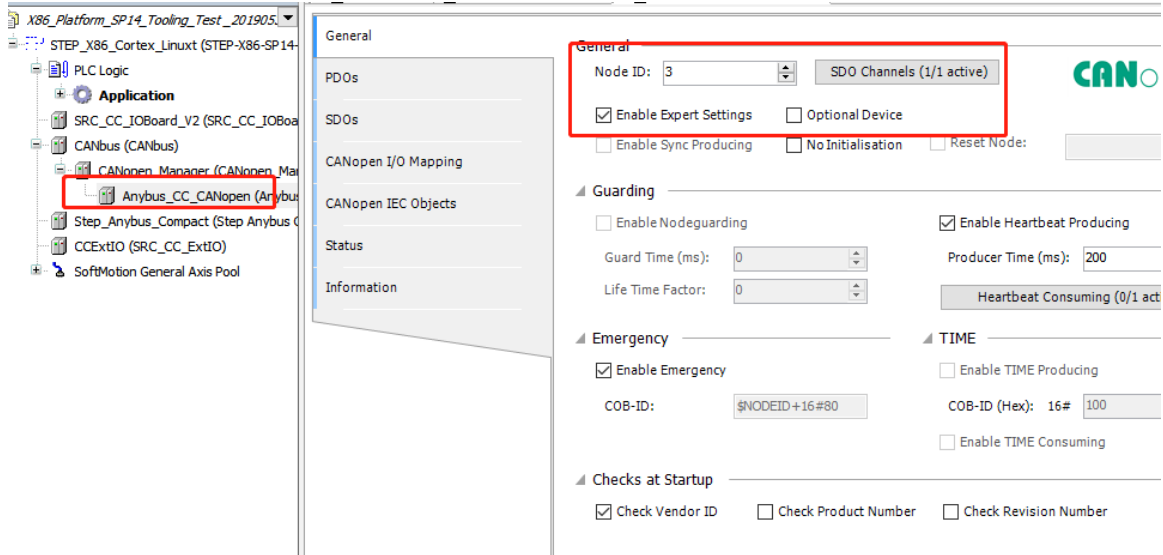 X86_Platform_SP14_Tooling_Test_201905
STEP_X86_Cortex_Linuxt (STEP-X86-SP14-
PLC Logic
Application
SRC_CC_IOBoard_V2 (SRC_CC_IOBoa
CANbus (CANbus)
CANopen_Manager (CANopen_Ma
Anybus_CC_CANopen (Anybus
Step_Anybus_Compact (Step Anybus C
CCExtIO (SRC_CC_ExtIO)
SoftMotion General Axis Pool
General
PDOs
SDOs
CANopen I/O Mapping
CANopen IEC Objects
Status
Information
General
Node ID: 3 SDO Channels (1/1 active)
CANo
Enable Expert Settings Optional Device
Enable Sync Producing No Initialisation Reset Node:
Guarding
Enable Nodeguarding Enable Heartbeat Producing
Guard Time (ms): 0 Producer Time (ms): 200
Life Time Factor: 0 Heartbeat Consuming (0/1 acti
Emergency TIME
Enable Emergency Enable TIME Producing
COB-ID: $NODEID+16#80 COB-ID (Hex): 16# 100
Enable TIME Consuming
Checks at Startup
Check Vendor ID Check Product Number Check Revision Number